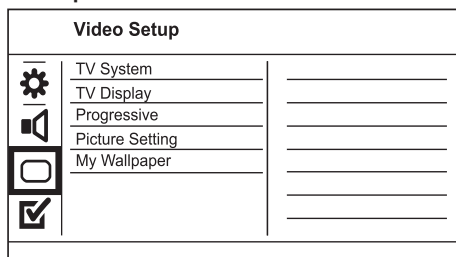 Video Setup
TV System
TV Display
Progressive
Picture Setting
My Wallpaper